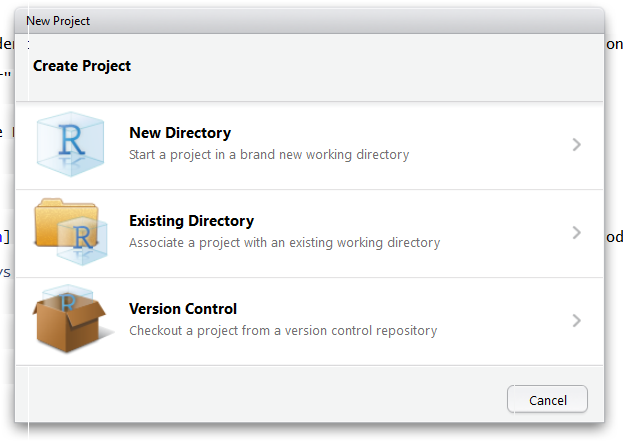 New Project
Create Project
New Directory
Start a project in a brand new working directory
Existing Directory
Associate a project with an existing working directory
Version Control
Checkout a project from a version control repository
Cancel